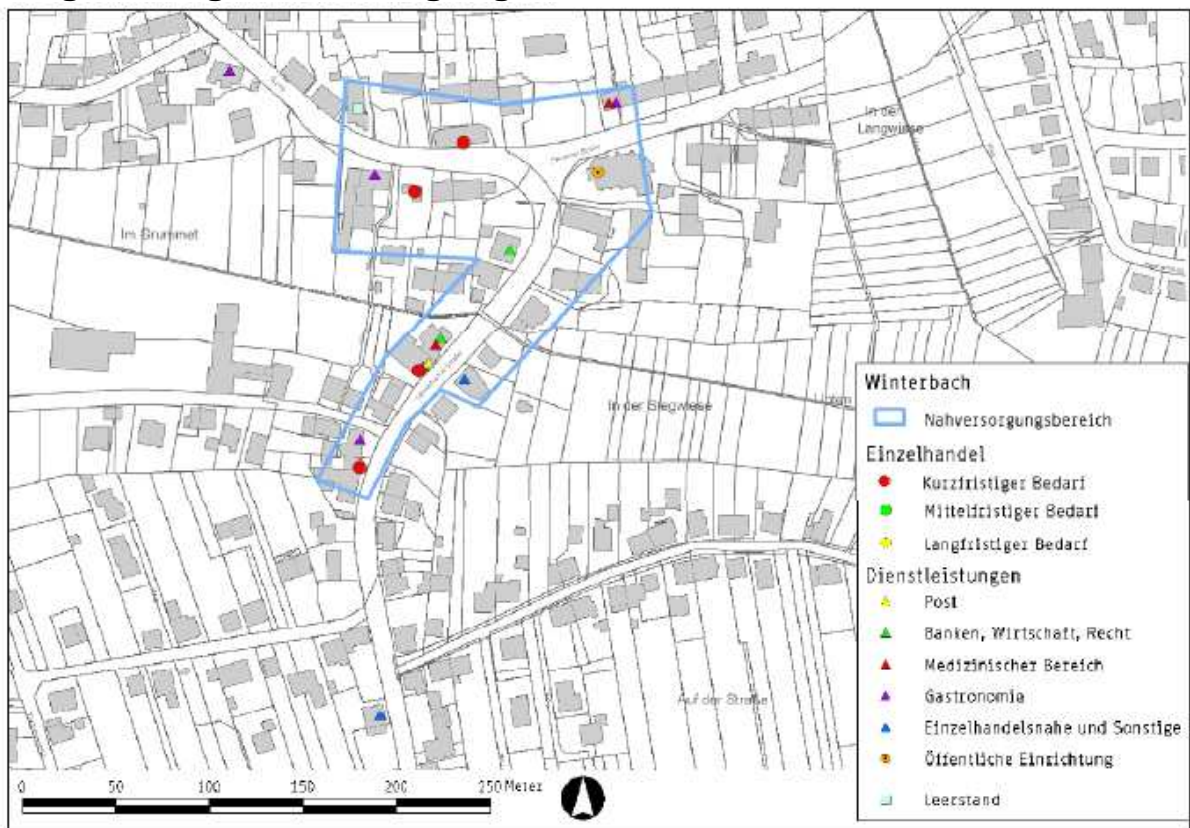 Im Grummet
In der
Langwiese
In der Biegwiese
Auf der Straße
Winterbach
Nahversorgungsbereich
Einzelhandel
Kurzfristiger Bedarf
Mittelfristiger Bedarf
Langfristiger Bedarf
Dienstleistungen
Post
Banken, Wirtschaft, Recht
Medizinischer Bereich
Gastronomia
Einzelhandelsnahe und Sonstige
Öffentliche Einrichtung
Leerstand
0 50 100 150 200 250 Meter